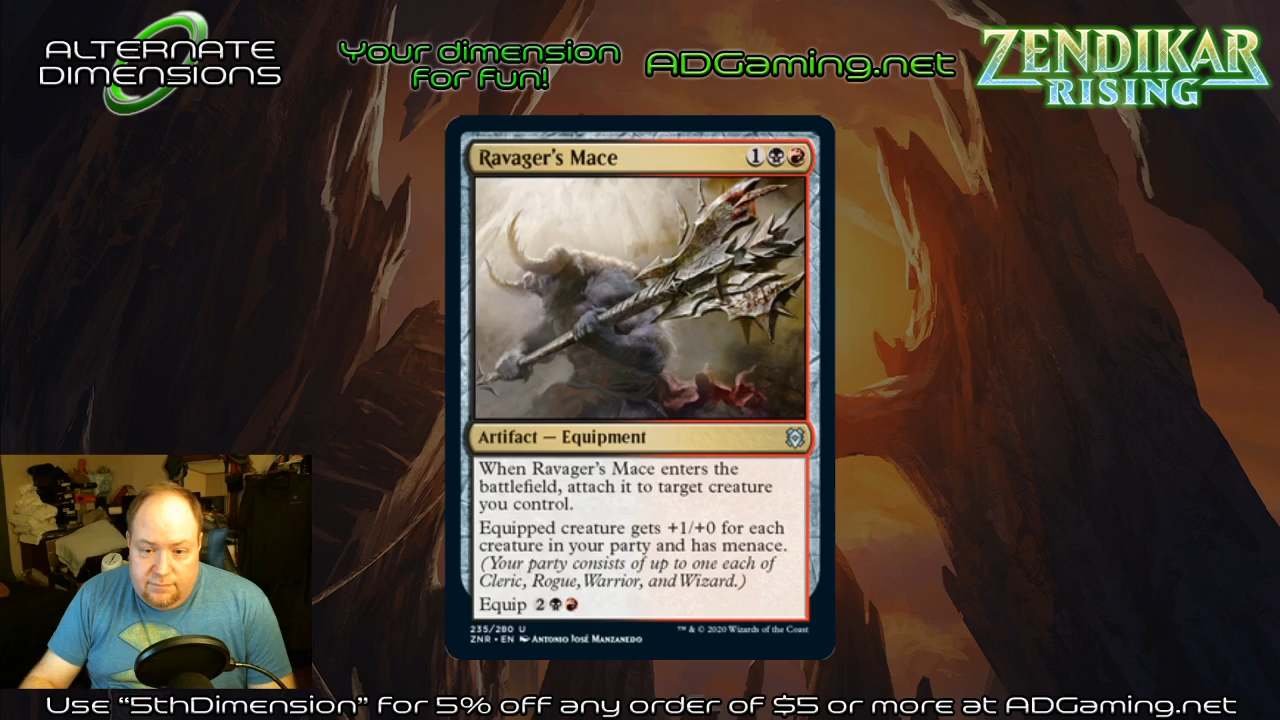 ALTERNATE
DIMENSIONS
Your dimension
for fun!
ADGaming.net
ZENDIKAR
RISING
Ravager's Mace 1
Artifact — Equipment
When Ravager's Mace enters the
battlefield, attach it to target creature
you control.
Equipped creature gets +1/+0 for each
creature in your party and has menace.
(Your party consists of up to one each of
Cleric, Rogue, Warrior, and Wizard.)
Equip 2
235/280 U
ZNR • EN Antonio José Manzanedo
™ & © 2020 Wizards of the Coast
Use “5thDimension” for 5% off any order of $5 or more at ADGaming.net